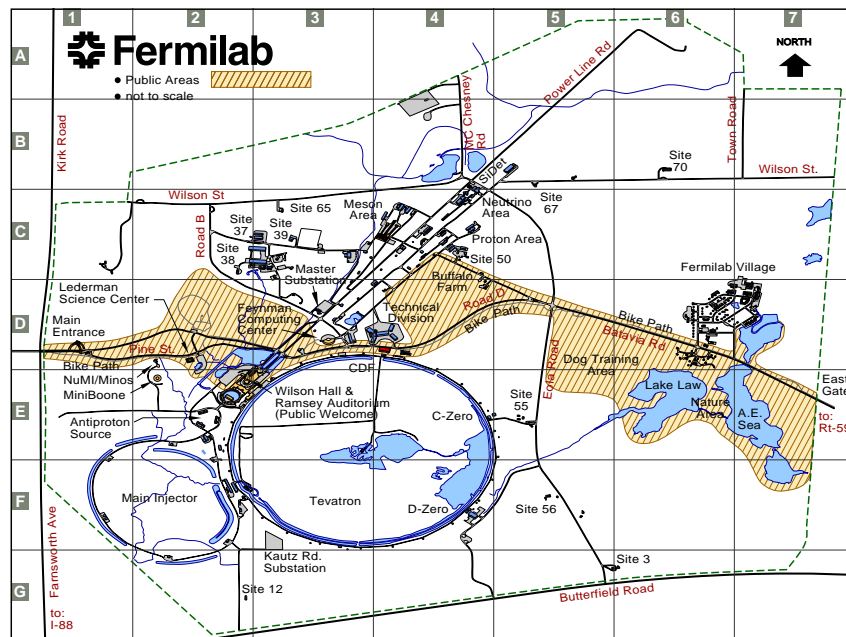 1 2 3 4 5 6 7
A
B
C
D
E
F
G
Fermilab
• Public Areas
• not to scale
NORTH
Kirk Road
Power Line Rd
MC Chesney
Rd
Town Road
SiDet
Site
70
Wilson St.
Wilson St
Site 65
Meson
Area
Neutrino
Area
Site
67
Road B
Site
37
Site
39
Site
38
Proton Area
Site 50
Master
Substation
Buffalo
Farm
Fermilab Village
Lederman
Science Center
Feynman
Computing
Center
Technical
Division
Road D
Bike Path
Bike Path
Batavia Rd
Main
Entrance
Pine St.
Bike Path
NuMI/Minos
MiniBoone
CDF
Dog Training
Area
Eola Road
Wilson Hall &
Ramsey Auditorium
(Public Welcome)
Lake Law
Nature
Area
A.E.
Sea
East
Gate
to:
Rt-59
Antiproton
Source
C-Zero
Site
55
Main Injector
Tevatron
D-Zero
Site 56
Farnsworth Ave
Kautz Rd.
Substation
Site 3
Site 12
Butterfield Road
to:
I-88